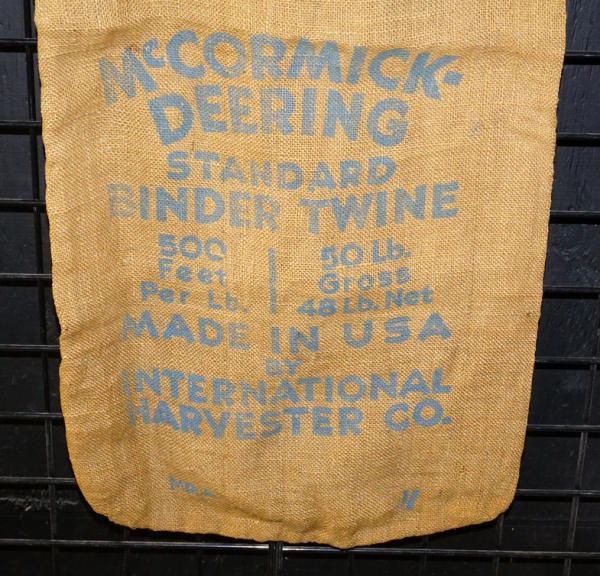 McCORMICK-
DEERING
STANDARD
BINDER TWINE
500 Feet Per Lb.
50 Lb. Gross 48 Lb. Net
MADE IN USA
BY
INTERNATIONAL
HARVESTER CO.